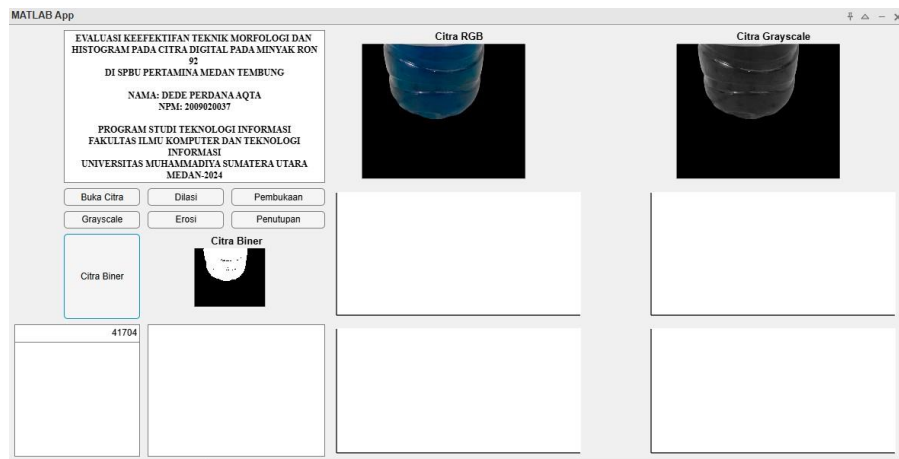 MATLAB App
EVALUASI KEEFEKTIFAN TEKNIK MORFOLOGI DAN
HISTOGRAM PADA CITRA DIGITAL PADA MINYAK RON
92
DI SPBU PERTAMINA MEDAN TEMBUNG
NAMA: DEDE PERDANA AQTA
NPM: 2009020037
PROGRAM STUDI TEKNOLOGI INFORMASI
FAKULTAS ILMU KOMPUTER DAN TEKNOLOGI
INFORMASI
UNIVERSITAS MUHAMMADIYA SUMATERA UTARA
MEDAN-2024
Citra RGB
Citra Grayscale
Buka Citra
Dilasi
Pembukaan
Grayscale
Erosi
Penutupan
Citra Biner
Citra Biner
41704